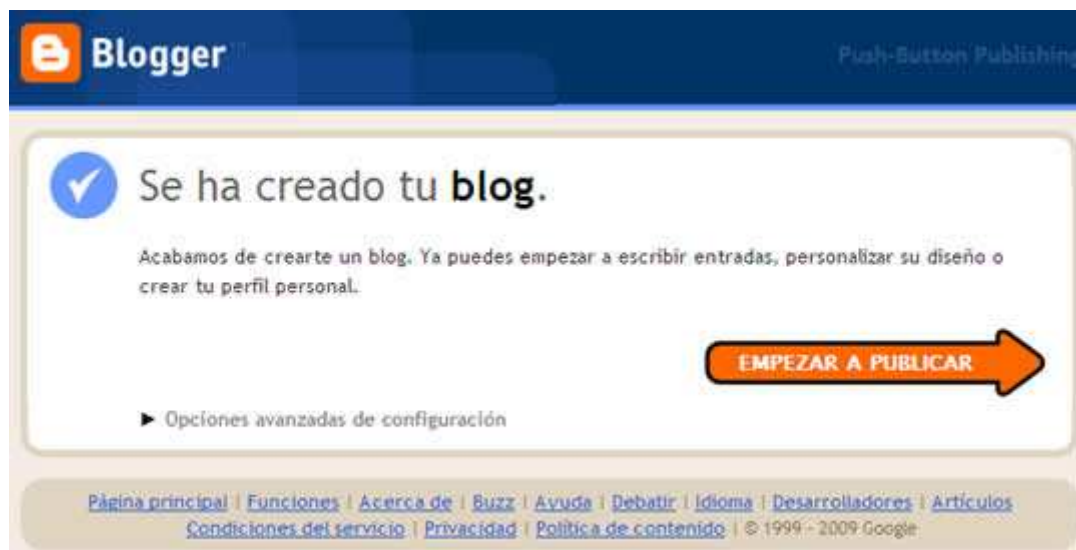 Blogger
Push-Button Publishing
Se ha creado tu blog.
Acabamos de crearte un blog. Ya puedes empezar a escribir entradas, personalizar su diseño o
crear tu perfil personal.
EMPEZAR A PUBLICAR
► Opciones avanzadas de configuración
Página principal | Funciones | Acerca de | Buzz | Ayuda | Debatir | Idioma | Desarrolladores | Artículos
Condiciones del servicio | Privacidad | Política de contenido | © 1999 - 2009 Google